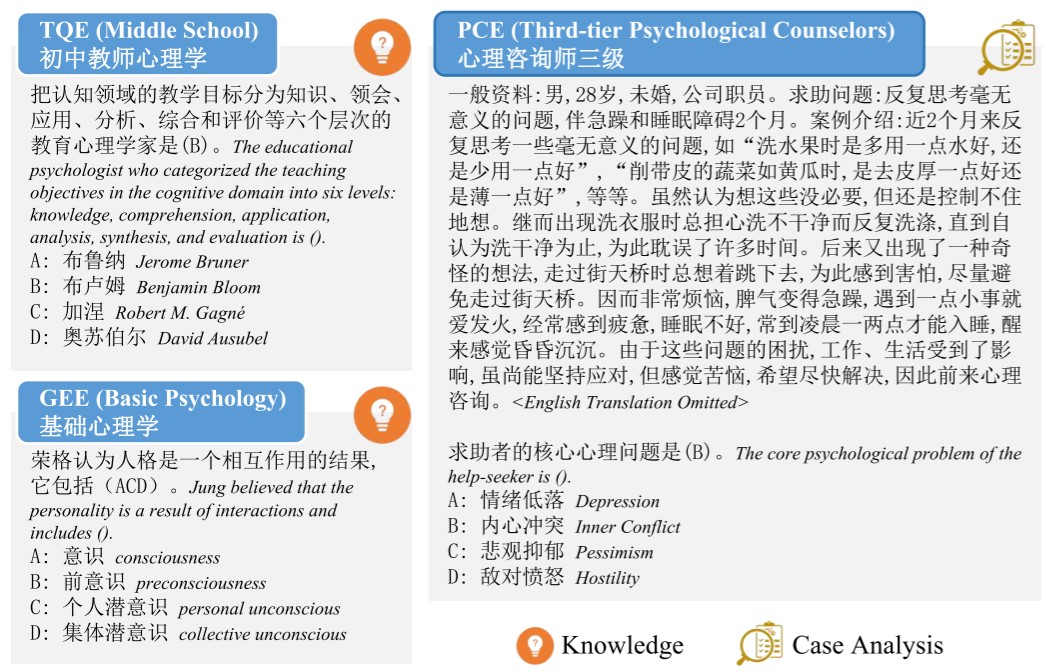 TQE (Middle School)
初中教师心理学
把认知领域的教学目标分为知识、领会、
应用、分析、综合和评价等六个层次的
教育心理学家是(B)。The educational
psychologist who categorized the teaching
objectives in the cognitive domain into six levels:
knowledge, comprehension, application,
analysis, synthesis, and evaluation is ().
A: 布鲁纳 Jerome Bruner
B: 布卢姆 Benjamin Bloom
C: 加涅 Robert M. Gagné
D: 奥苏伯尔 David Ausubel
GEE (Basic Psychology)
基础心理学
荣格认为人格是一个相互作用的结果,
它包括（ACD）。Jung believed that the
personality is a result of interactions and
includes ().
A: 意识 consciousness
B: 前意识 preconsciousness
C: 个人潜意识 personal unconscious
D: 集体潜意识 collective unconscious
PCE (Third-tier Psychological Counselors)
心理咨询师三级
一般资料:男,28岁,未婚,公司职员。求助问题:反复思考毫无
意义的问题,伴急躁和睡眠障碍2个月。案例介绍:近2个月来反
复思考一些毫无意义的问题,如“洗水果时是多用一点水好,还
是少用一点好”,“削带皮的蔬菜如黄瓜时,是去皮厚一点好还
是薄一点好”,等等。虽然认为想这些没必要,但还是控制不住
地想。继而出现洗衣服时总担心洗不干净而反复洗涤,直到自
认为洗干净为止,为此耽误了许多时间。后来又出现了一种奇
怪的想法,走过街天桥时总想着跳下去,为此感到害怕,尽量避
免走过街天桥。因而非常烦恼,脾气变得急躁,遇到一点小事就
爱发火,经常感到疲惫,睡眠不好,常到凌晨一两点才能入睡,醒
来感觉昏昏沉沉。由于这些问题的困扰,工作、生活受到了影
响,虽尚能坚持应对,但感觉苦恼,希望尽快解决,因此前来心理
咨询。<English Translation Omitted>
求助者的核心心理问题是(B)。The core psychological problem of the
help-seeker is ().
A: 情绪低落 Depression
B: 内心冲突 Inner Conflict
C: 悲观抑郁 Pessimism
D: 敌对愤怒 Hostility
Knowledge
Case Analysis